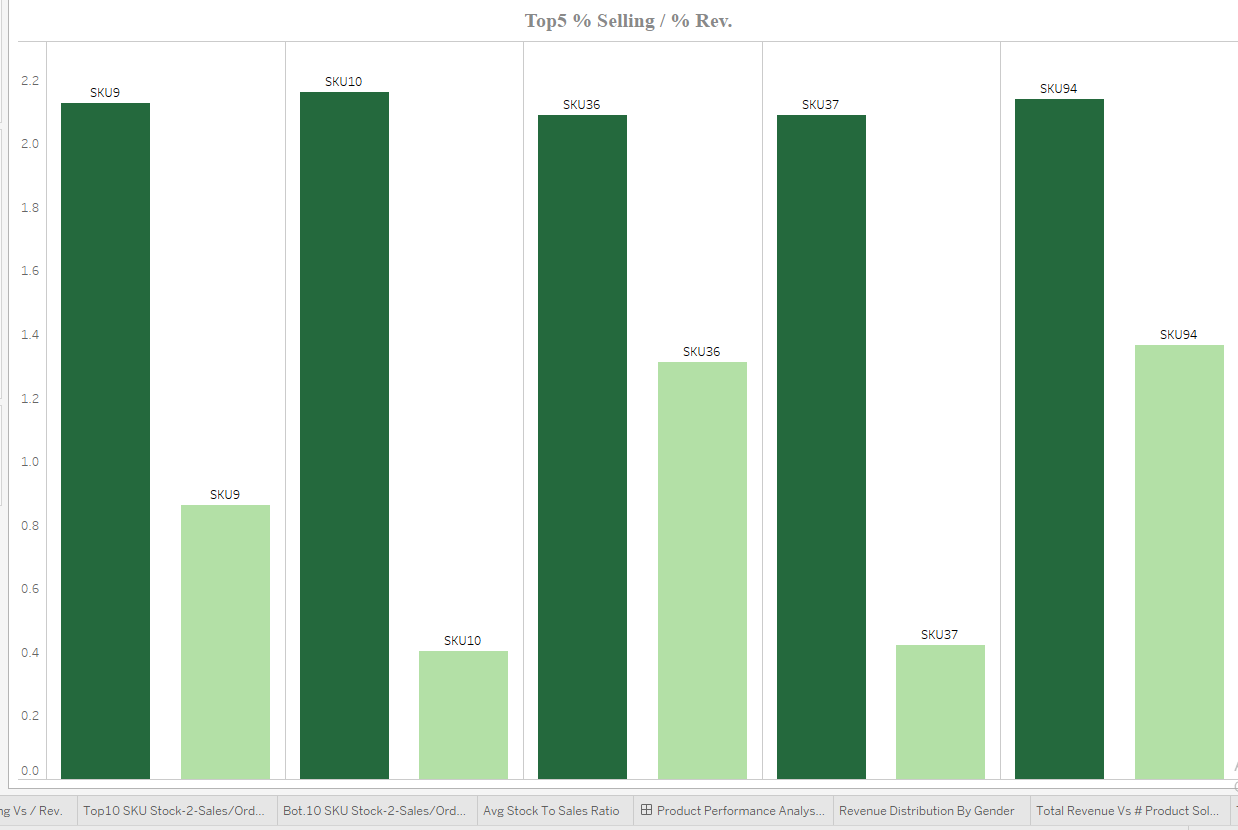 Top5 % Selling / % Rev.
2.2
2.0
1.8
1.6
1.4
1.2
1.0
0.8
0.6
0.4
0.2
0.0
SKU9
SKU9
SKU10
SKU10
SKU36
SKU36
SKU37
SKU37
SKU94
SKU94
ng Vs / Rev.
Top10 SKU Stock-2-Sales/Ord...
Bot.10 SKU Stock-2-Sales/Ord...
Avg Stock To Sales Ratio
Product Performance Analys...
Revenue Distribution By Gender
Total Revenue Vs # Product Sol...